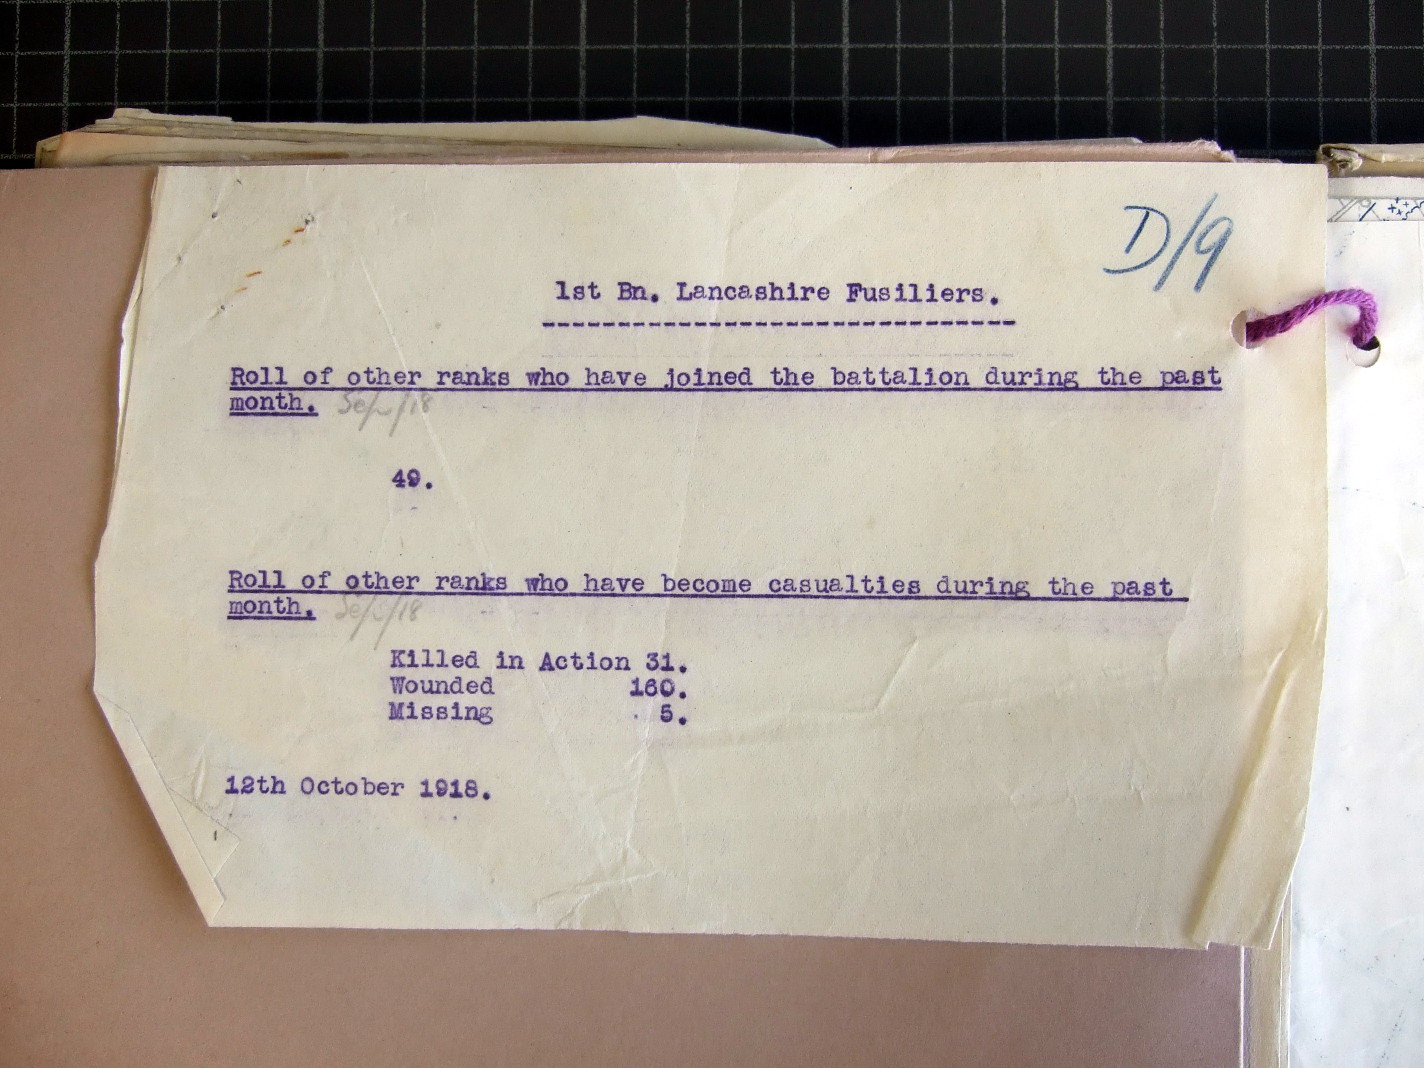 D/9
1st Bn. Lancashire Fusiliers.
------------------------------
Roll of other ranks who have joined the battalion during the past
month. Sep/18
49.
Roll of other ranks who have become casualties during the past
month. Sep/18
Killed in Action 31.
Wounded 160.
Missing 5.
12th October 1918.